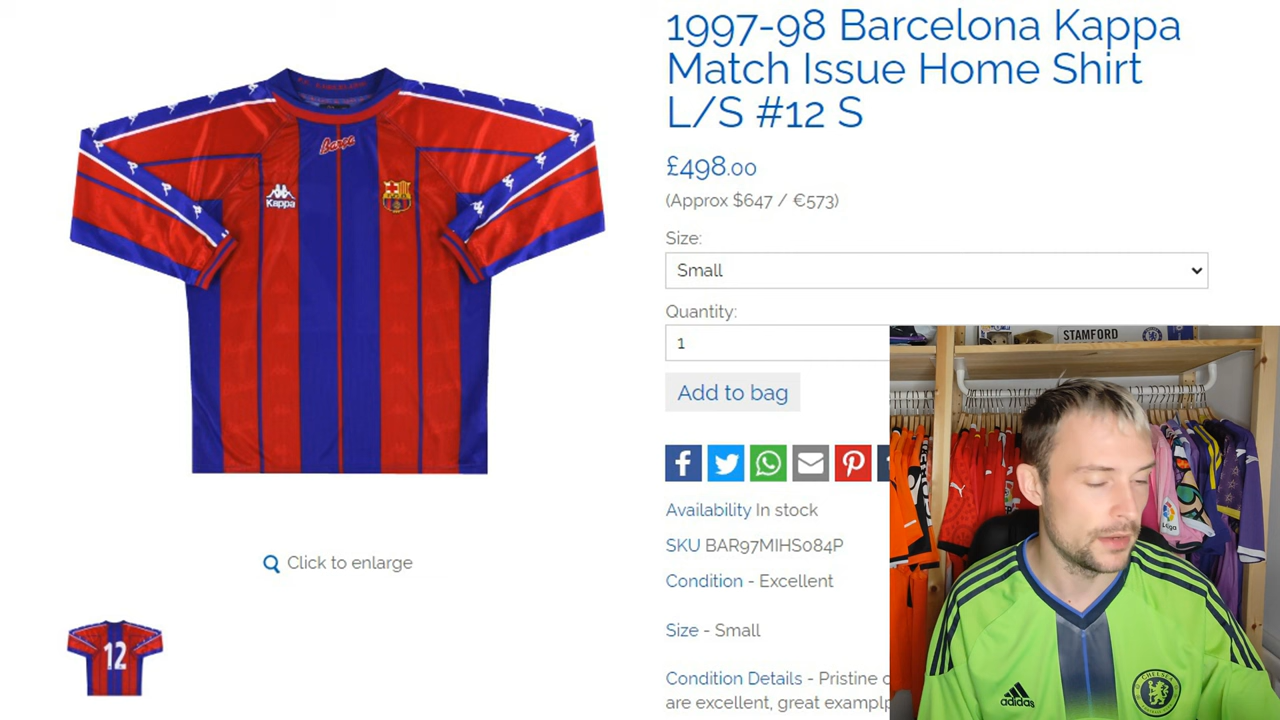 1997-98 Barcelona Kappa
Match Issue Home Shirt
L/S #12 S
£498.00
(Approx $647 / €573)
Size:
Small
Quantity:
1
Add to bag
Availability In stock
SKU BAR97MIHS084P
Condition - Excellent
Size - Small
Condition Details - Pristine
are excellent, great
Barça
Kappa
Click to enlarge
12
STAMFORD
LaLiga
adidas
CHELSEA